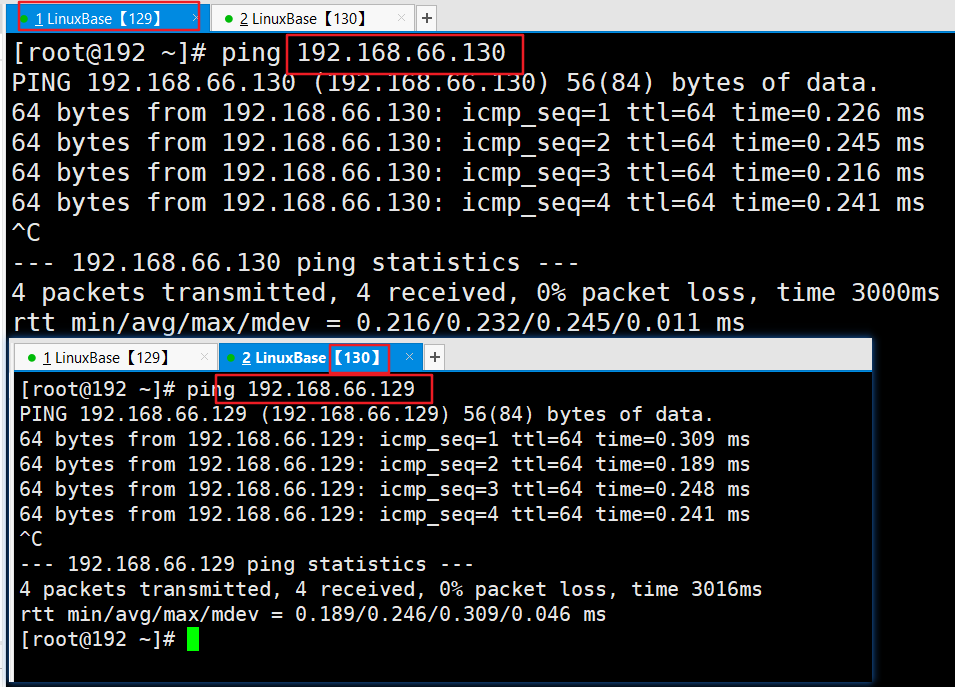 1 LinuxBase【129】 × 2 LinuxBase【130】 × +
[root@192 ~]# ping 192.168.66.130
PING 192.168.66.130 (192.168.66.130) 56(84) bytes of data.
64 bytes from 192.168.66.130: icmp_seq=1 ttl=64 time=0.226 ms
64 bytes from 192.168.66.130: icmp_seq=2 ttl=64 time=0.245 ms
64 bytes from 192.168.66.130: icmp_seq=3 ttl=64 time=0.216 ms
64 bytes from 192.168.66.130: icmp_seq=4 ttl=64 time=0.241 ms
^C
--- 192.168.66.130 ping statistics ---
4 packets transmitted, 4 received, 0% packet loss, time 3000ms
rtt min/avg/max/mdev = 0.216/0.232/0.245/0.011 ms
1 LinuxBase【129】 × 2 LinuxBase【130】 × +
[root@192 ~]# ping 192.168.66.129
PING 192.168.66.129 (192.168.66.129) 56(84) bytes of data.
64 bytes from 192.168.66.129: icmp_seq=1 ttl=64 time=0.309 ms
64 bytes from 192.168.66.129: icmp_seq=2 ttl=64 time=0.189 ms
64 bytes from 192.168.66.129: icmp_seq=3 ttl=64 time=0.248 ms
64 bytes from 192.168.66.129: icmp_seq=4 ttl=64 time=0.241 ms
^C
--- 192.168.66.129 ping statistics ---
4 packets transmitted, 4 received, 0% packet loss, time 3016ms
rtt min/avg/max/mdev = 0.189/0.246/0.309/0.046 ms
[root@192 ~]#